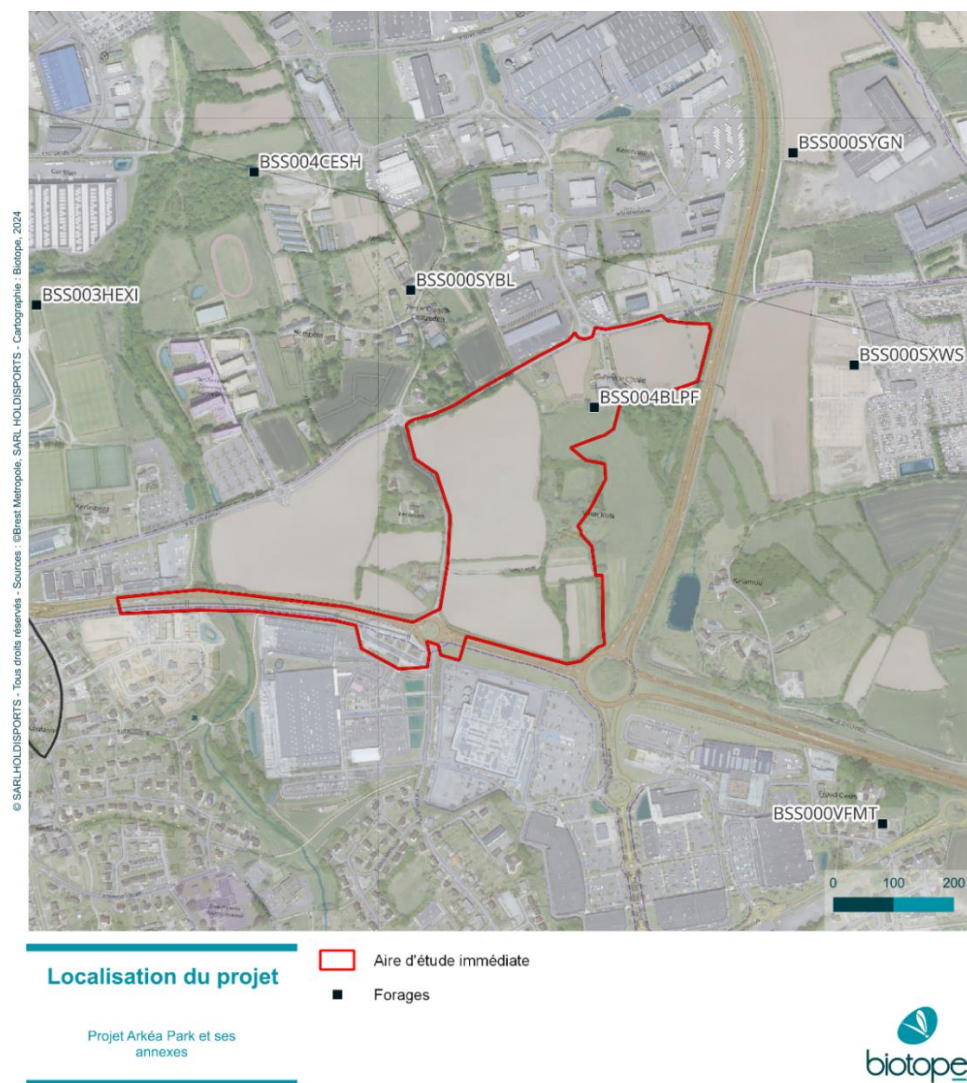 BSS000SYGN
BSS004CESH
BSS000SYBL
BSS003HEXI
BSS000SXWS
BSS004BLPF
BSS000VFMT
0 100 200
© SARLHOLDISPORTS - Tous droits réservés - Sources : ©Brest Metropole, SARL HOLDISPORTS - Cartographie : Biotope, 2024
Localisation du projet
Projet Arkéa Park et ses
annexes
Aire d'étude immédiate
Forages
biotope